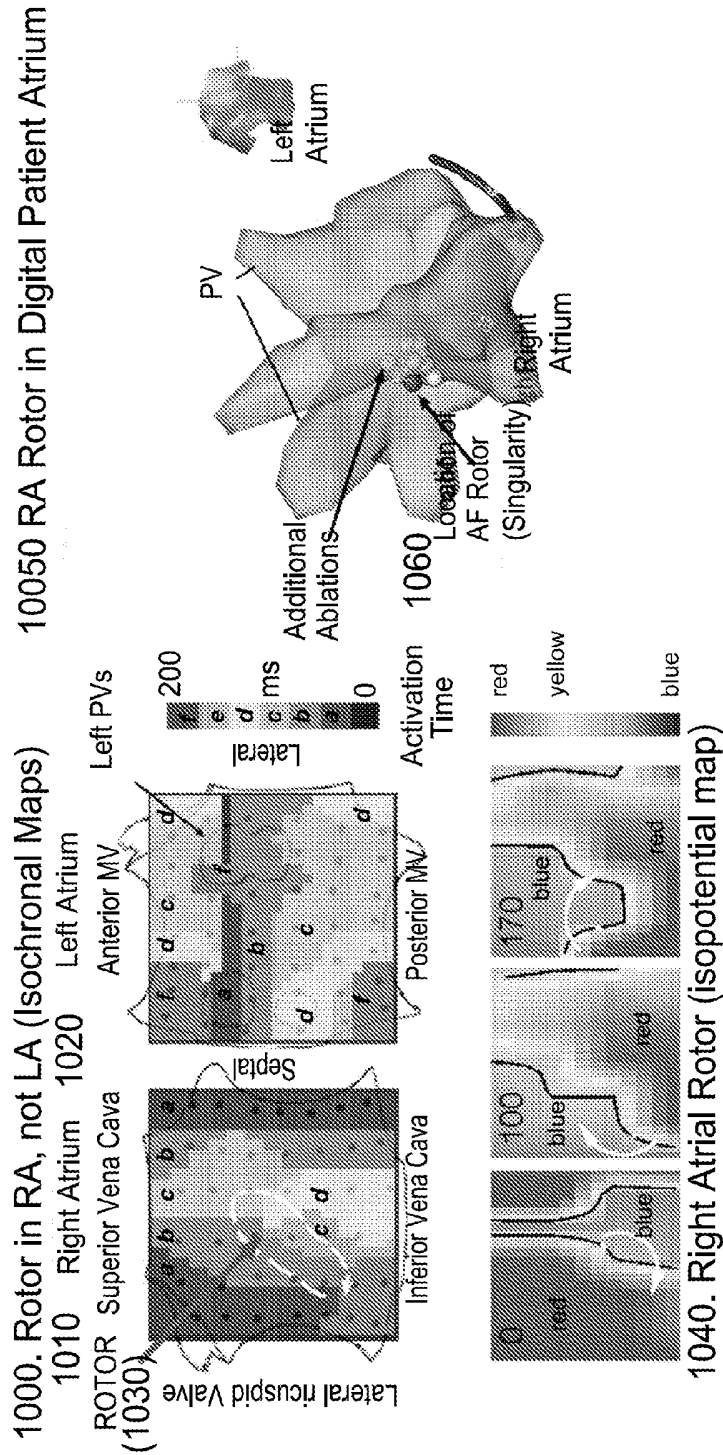 1000. Rotor in RA, not LA (Isochronal Maps)
1010 Right Atrium
1020 Left Atrium
ROTOR
(1030)
Superior Vena Cava
Anterior MV
Left PVs
Lateral ricuspid Valve
Septal
Lateral
a b b c b a
c d
Inferior Vena Cava
f d c d
a b f
d c
f d
Posterior MV
f e d c b a
200
ms
0
Activation
Time
0
red
blue
100
blue
red
170
blue
red
red
yellow
blue
1040. Right Atrial Rotor (isopotential map)
10050 RA Rotor in Digital Patient Atrium
PV
Additional
Ablations
1060
Location of
AF Rotor
(Singularity)
Right
Atrium
Left
Atrium